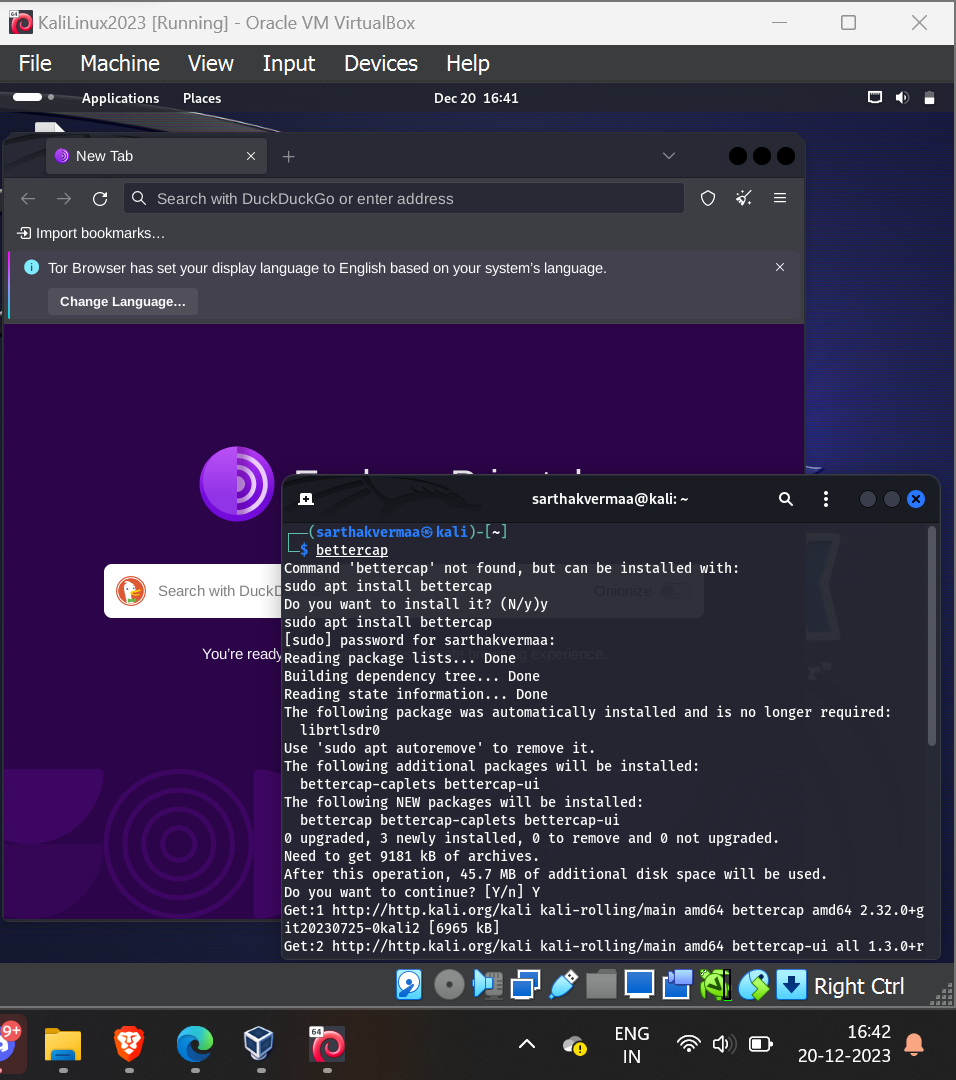 KaliLinux2023 [Running] - Oracle VM VirtualBox
File Machine View Input Devices Help
Applications Places Dec 20 16:41
New Tab
Search with DuckDuckGo or enter address
Import bookmarks…
Tor Browser has set your display language to English based on your system's language.
Change Language…
sarthakvermaa@kali: ~
┌──(sarthakvermaa㉿kali)-[~]
└─$ bettercap
Command 'bettercap' not found, but can be installed with:
sudo apt install bettercap
Do you want to install it? (N/y)y
sudo apt install bettercap
[sudo] password for sarthakvermaa:
Reading package lists... Done
Building dependency tree... Done
Reading state information... Done
The following package was automatically installed and is no longer required:
librtlsdr0
Use 'sudo apt autoremove' to remove it.
The following additional packages will be installed:
bettercap-caplets bettercap-ui
The following NEW packages will be installed:
bettercap bettercap-caplets bettercap-ui
0 upgraded, 3 newly installed, 0 to remove and 0 not upgraded.
Need to get 9181 kB of archives.
After this operation, 45.7 MB of additional disk space will be used.
Do you want to continue? [Y/n] Y
Get:1 http://http.kali.org/kali kali-rolling/main amd64 bettercap amd64 2.32.0+g
it20230725-0kali2 [6965 kB]
Get:2 http://http.kali.org/kali kali-rolling/main amd64 bettercap-ui all 1.3.0+r
Search with DuckD
Onionize
You're ready
experience.
Right Ctrl
9+
64
ENG
IN
16:42
20-12-2023